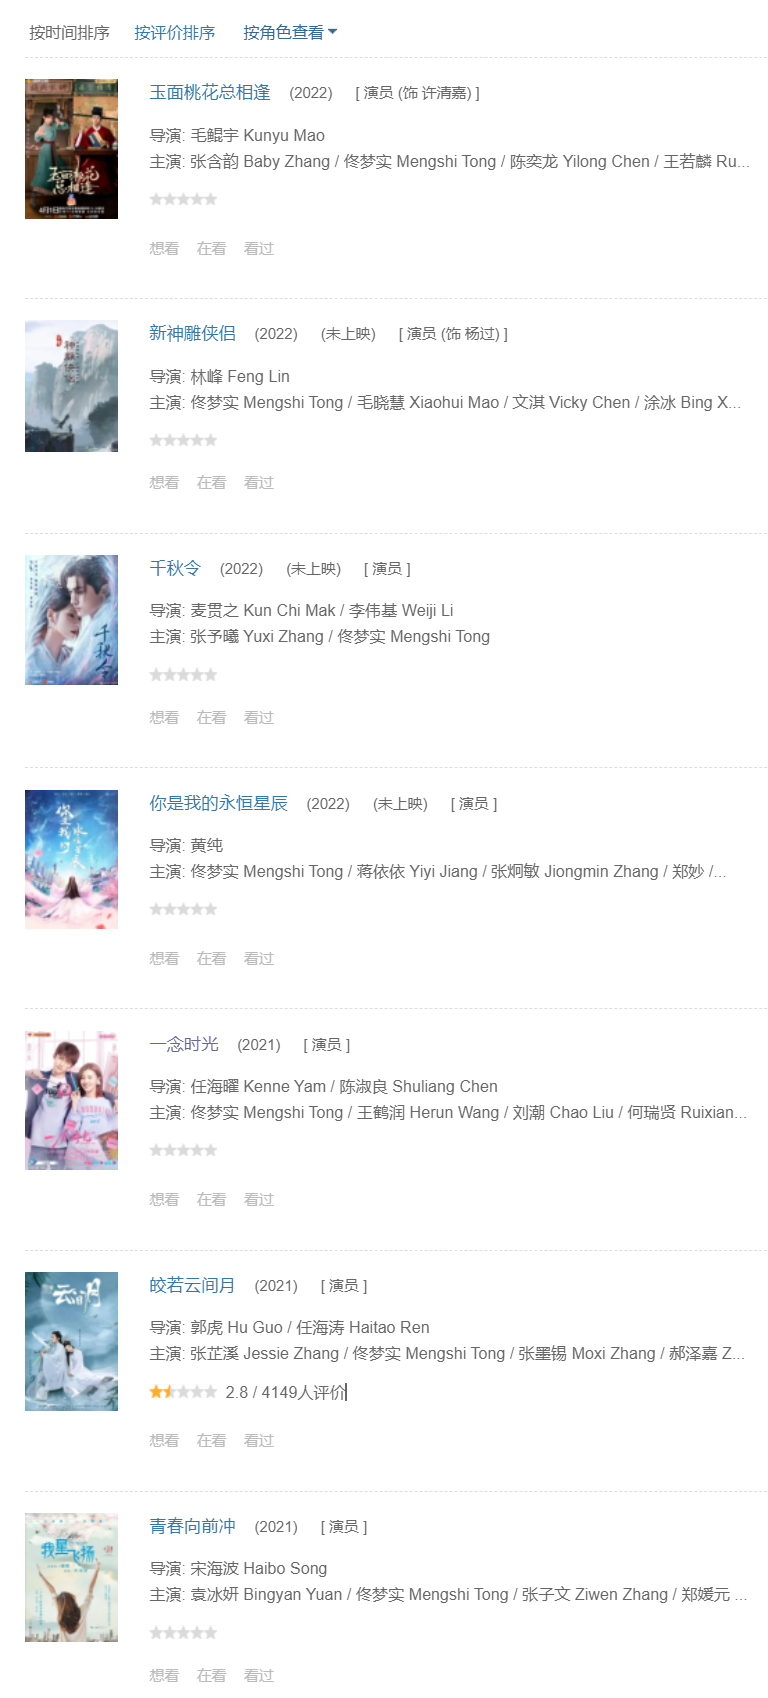 按时间排序 按评价排序 按角色查看
玉面桃花总相逢 (2022) [ 演员 (饰 许清嘉) ]
导演: 毛鲲宇 Kunyu Mao
主演: 张含韵 Baby Zhang / 佟梦实 Mengshi Tong / 陈奕龙 Yilong Chen / 王若麟 Ru...
想看 在看 看过
新神雕侠侣 (2022) (未上映) [ 演员 (饰 杨过) ]
导演: 林峰 Feng Lin
主演: 佟梦实 Mengshi Tong / 毛晓慧 Xiaohui Mao / 文淇 Vicky Chen / 涂冰 Bing X...
想看 在看 看过
千秋令 (2022) (未上映) [ 演员 ]
导演: 麦贯之 Kun Chi Mak / 李伟基 Weiji Li
主演: 张予曦 Yuxi Zhang / 佟梦实 Mengshi Tong
千秋令
想看 在看 看过
你是我的永恒星辰 (2022) (未上映) [ 演员 ]
导演: 黄纯
主演: 佟梦实 Mengshi Tong / 蒋依依 Yiyi Jiang / 张炯敏 Jiongmin Zhang / 郑妙 /...
想看 在看 看过
一念时光 (2021) [ 演员 ]
导演: 任海曜 Kenne Yam / 陈淑良 Shuliang Chen
主演: 佟梦实 Mengshi Tong / 王鹤润 Herun Wang / 刘潮 Chao Liu / 何瑞贤 Ruixian...
想看 在看 看过
皎若云间月 (2021) [ 演员 ]
云间月
导演: 郭虎 Hu Guo / 任海涛 Haitao Ren
主演: 张芷溪 Jessie Zhang / 佟梦实 Mengshi Tong / 张墨锡 Moxi Zhang / 郝泽嘉 Z...
2.8 / 4149人评价
想看 在看 看过
青春向前冲 (2021) [ 演员 ]
我是飞扬
导演: 宋海波 Haibo Song
主演: 袁冰妍 Bingyan Yuan / 佟梦实 Mengshi Tong / 张子文 Ziwen Zhang / 郑媛元 ...
想看 在看 看过